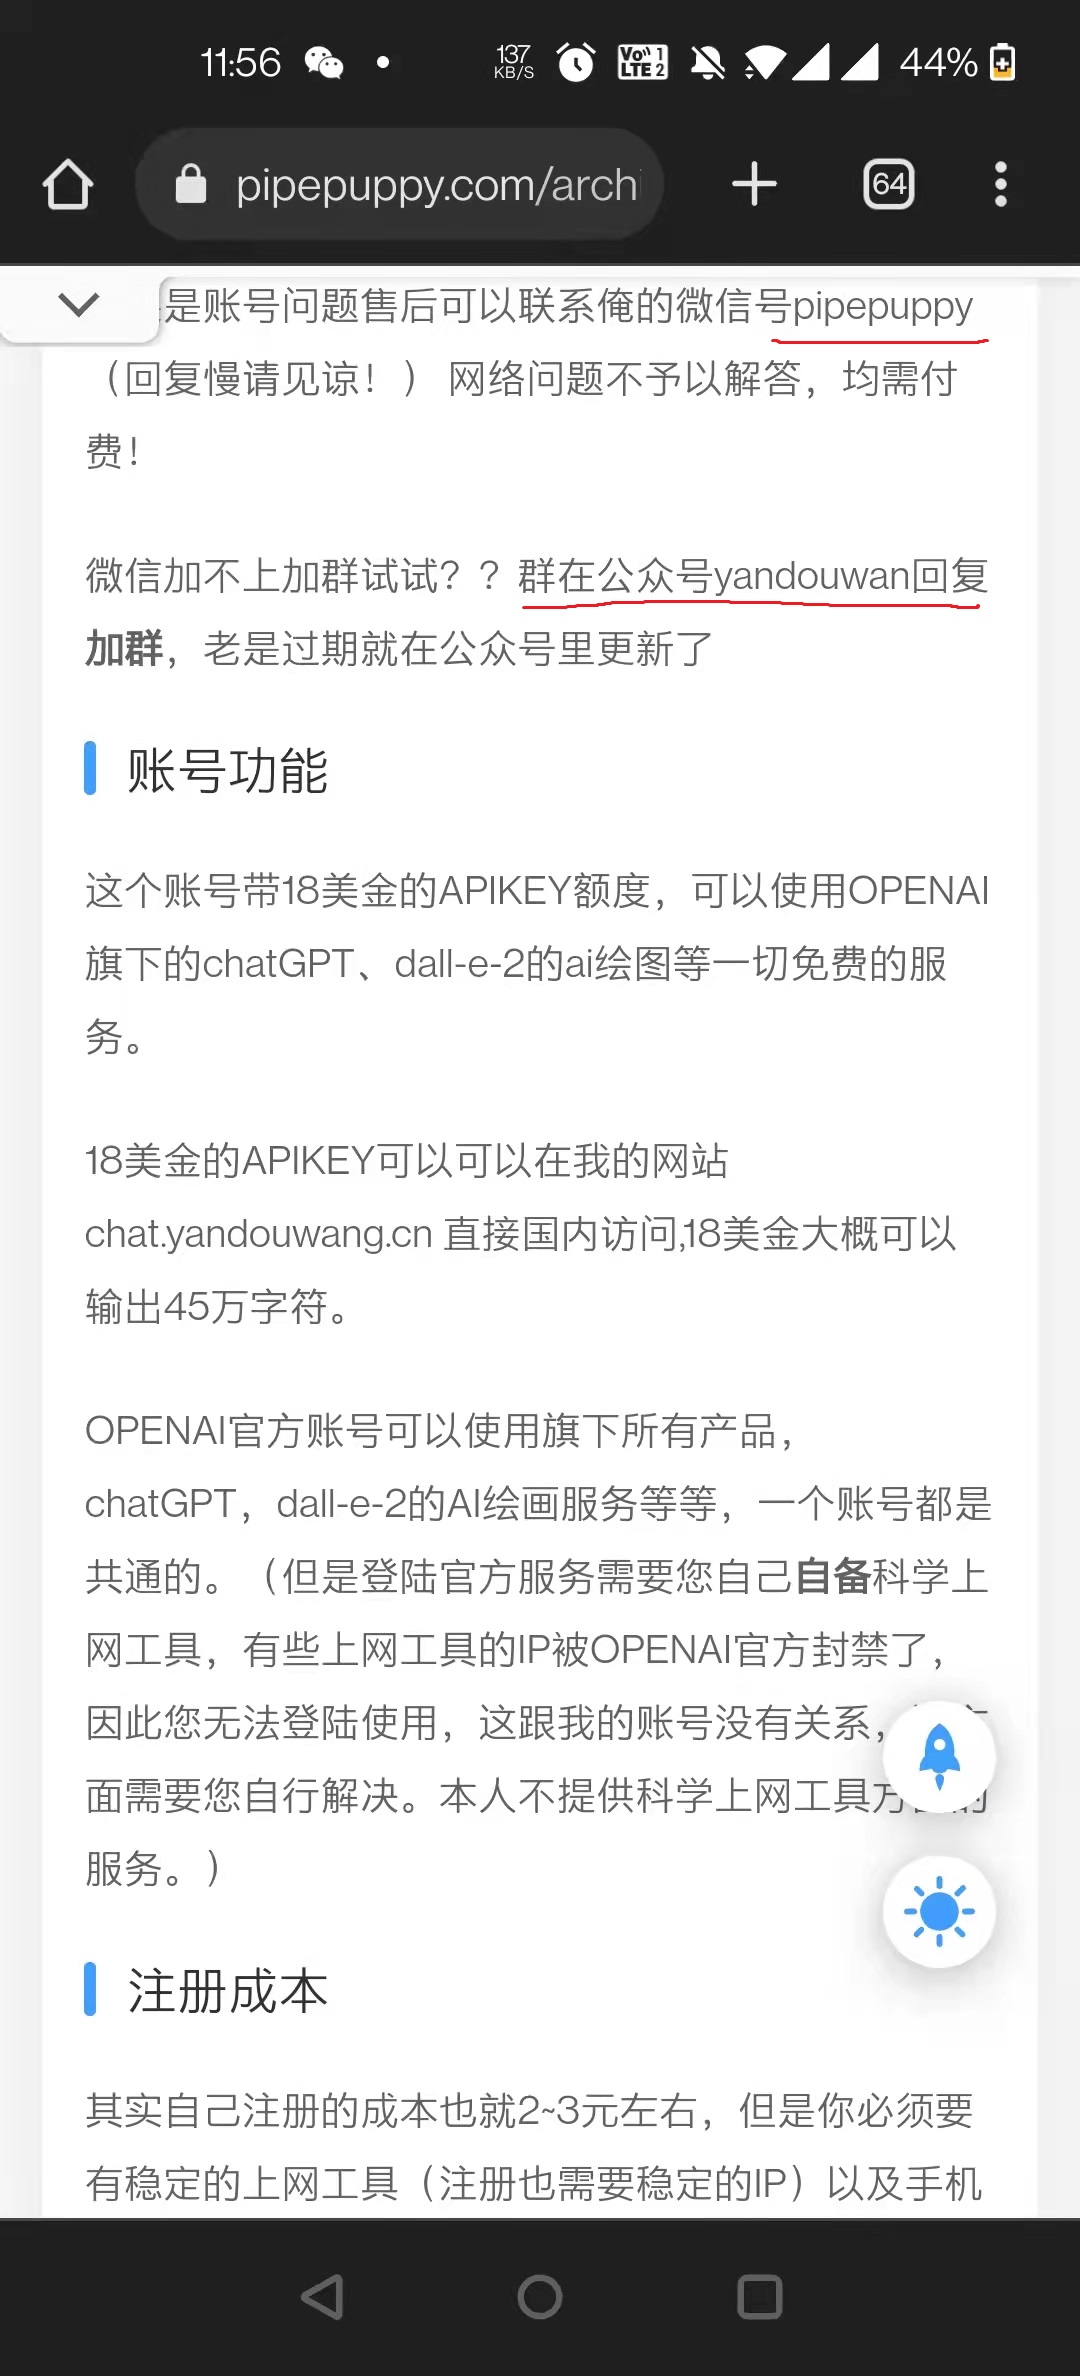 11:56
137
KB/S
Vo 1
LTE 2
44%
pipepuppy.com/arch
64
是账号问题售后可以联系俺的微信号pipepuppy
（回复慢请见谅！） 网络问题不予以解答，均需付
费！
微信加不上加群试试？？群在公众号yandouwan回复
加群，老是过期就在公众号里更新了
账号功能
这个账号带18美金的APIKEY额度，可以使用OPENAI
旗下的chatGPT、dall-e-2的ai绘图等一切免费的服
务。
18美金的APIKEY可以可以在我的网站
chat.yandouwang.cn 直接国内访问,18美金大概可以
输出45万字符。
OPENAI官方账号可以使用旗下所有产品，
chatGPT，dall-e-2的AI绘画服务等等，一个账号都是
共通的。（但是登陆官方服务需要您自己自备科学上
网工具，有些上网工具的IP被OPENAI官方封禁了，
因此您无法登陆使用，这跟我的账号没有关系，
面需要您自行解决。本人不提供科学上网工具方面的
服务。）
注册成本
其实自己注册的成本也就2~3元左右，但是你必须要
有稳定的上网工具（注册也需要稳定的IP）以及手机